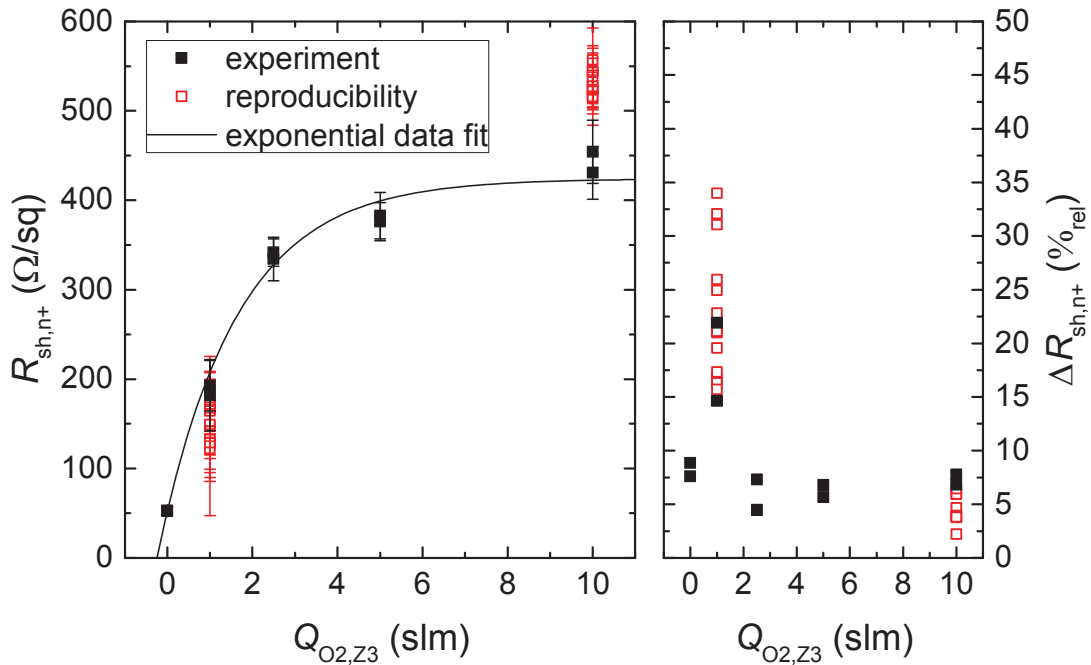 600
500
400
300
200
100
0
R_sh,n+ (Ω/sq)
experiment
reproducibility
exponential data fit
0 2 4 6 8 10
Q_O2,Z3 (slm)
50
45
40
35
30
25
20
15
10
5
0
ΔR_sh,n+ (%_rel)
0 2 4 6 8 10
Q_O2,Z3 (slm)